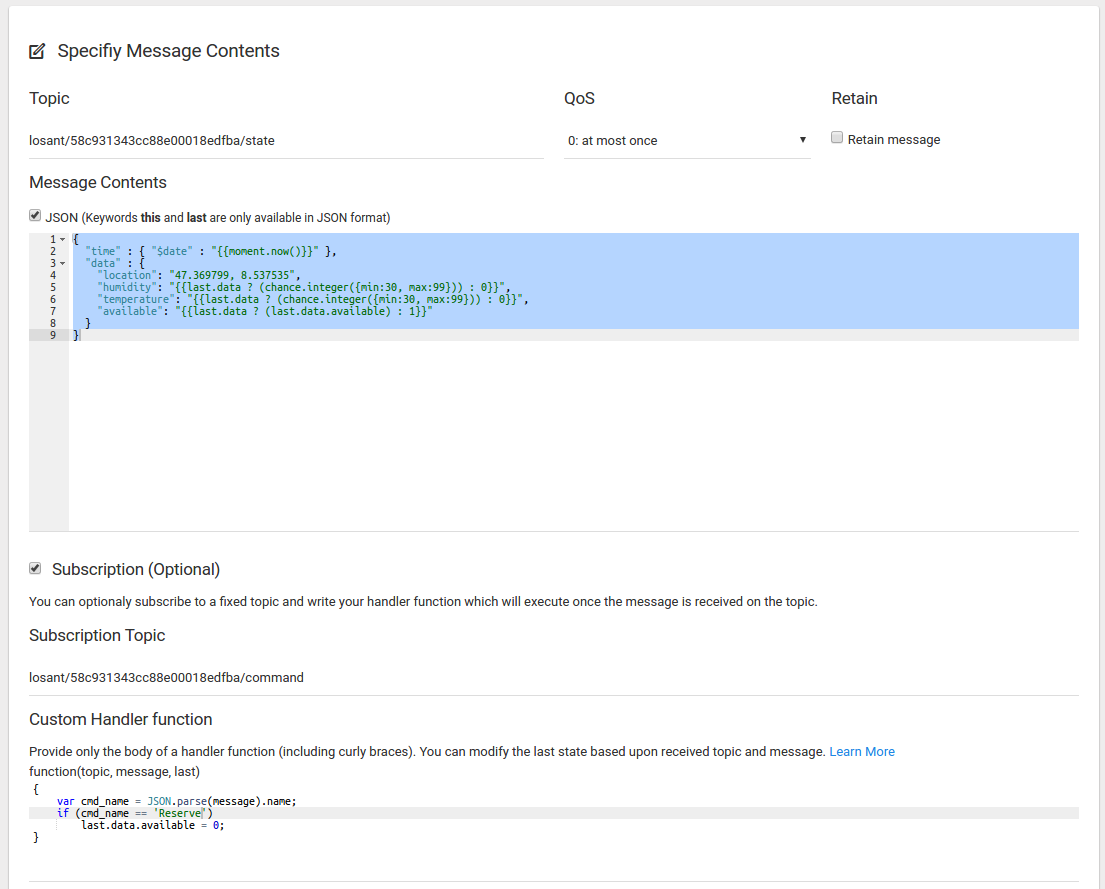 Specifiy Message Contents
Topic
QoS
Retain
losant/58c931343cc88e00018edfba/state
0: at most once
Retain message
Message Contents
JSON (Keywords this and last are only available in JSON format)
1 {
2 "time" : { "$date" : "{{moment.now()}}" },
3 "data" : {
4 "location": "47.369799, 8.537535",
5 "humidity": "{{last.data ? (chance.integer({min:30, max:99})) : 0}}",
6 "temperature": "{{last.data ? (chance.integer({min:30, max:99})) : 0}}",
7 "available": "{{last.data ? (last.data.available) : 1}}"
8 }
9 }
Subscription (Optional)
You can optionaly subscribe to a fixed topic and write your handler function which will execute once the message is received on the topic.
Subscription Topic
losant/58c931343cc88e00018edfba/command
Custom Handler function
Provide only the body of a handler function (including curly braces). You can modify the last state based upon received topic and message. Learn More
function(topic, message, last)
{
var cmd_name = JSON.parse(message).name;
if (cmd_name == 'Reserve')
last.data.available = 0;
}